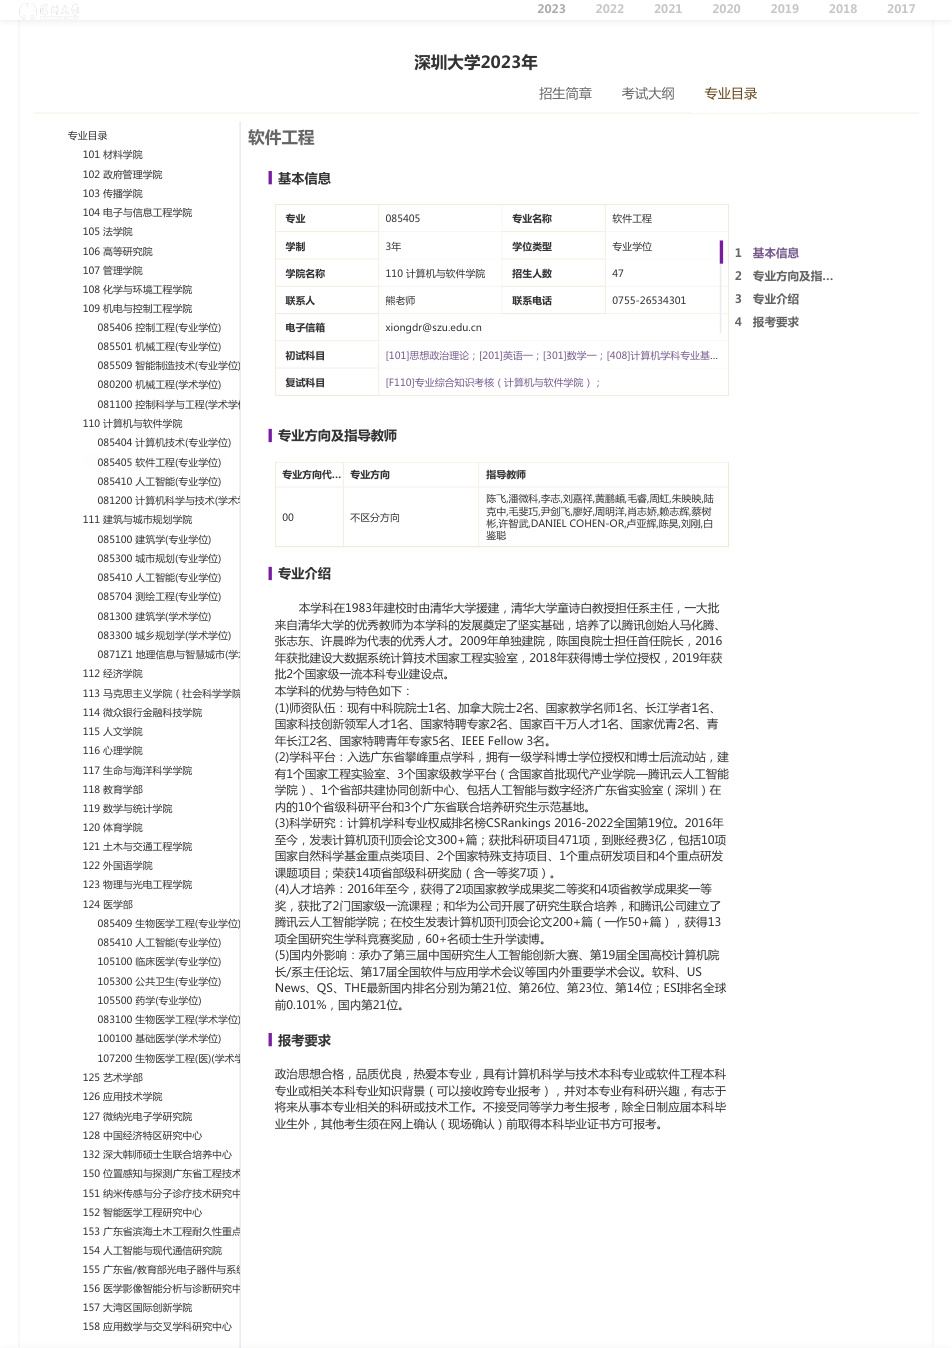 2023 2022 2021 2020 2019 2018 2017
深圳大学2023年
招生简章 考试大纲 专业目录
专业目录
101 材料学院
102 政府管理学院
103 传播学院
104 电子与信息工程学院
105 法学院
106 高等研究院
107 管理学院
108 化学与环境工程学院
109 机电与控制工程学院
085406 控制工程(专业学位)
085501 机械工程(专业学位)
085509 智能制造技术(专业学位)
080200 机械工程(学术学位)
081100 控制科学与工程(学术学位
110 计算机与软件学院
085404 计算机技术(专业学位)
085405 软件工程(专业学位)
085410 人工智能(专业学位)
081200 计算机科学与技术(学术
111 建筑与城市规划学院
085100 建筑学(专业学位)
085300 城市规划(专业学位)
085410 人工智能(专业学位)
085704 测绘工程(专业学位)
081300 建筑学(学术学位)
083300 城乡规划学(学术学位)
0871Z1 地理信息与智慧城市(学
112 经济学院
113 马克思主义学院（社会科学学院
114 微众银行金融科技学院
115 人文学院
116 心理学院
117 生命与海洋科学学院
118 教育学部
119 数学与统计学院
120 体育学院
121 土木与交通工程学院
122 外国语学院
123 物理与光电工程学院
124 医学部
085409 生物医学工程(专业学位)
085410 人工智能(专业学位)
105100 临床医学(专业学位)
105300 公共卫生(专业学位)
105500 药学(专业学位)
083100 生物医学工程(学术学位)
100100 基础医学(学术学位)
107200 生物医学工程(医)(学术学
125 艺术学部
126 应用技术学院
127 微纳光电子学研究院
128 中国经济特区研究中心
132 深大韩师硕士生联合培养中心
150 位置感知与探测广东省工程技术
151 纳米传感与分子诊疗技术研究中
152 智能医学工程研究中心
153 广东省滨海土木工程耐久性重点
154 人工智能与现代通信研究院
155 广东省/教育部光电子器件与系统
156 医学影像智能分析与诊断研究中
157 大湾区国际创新学院
158 应用数学与交叉学科研究中心
软件工程
基本信息
专业 085405 专业名称 软件工程
学制 3年 学位类型 专业学位
学院名称 110 计算机与软件学院 招生人数 47
联系人 熊老师 联系电话 0755-26534301
电子信箱 xiongdr@szu.edu.cn
初试科目 [101]思想政治理论；[201]英语一；[301]数学一；[408]计算机学科专业基...
复试科目 [F110]专业综合知识考核（计算机与软件学院）；
1 基本信息
2 专业方向及指...
3 专业介绍
4 报考要求
专业方向及指导教师
专业方向代... 专业方向 指导教师
00 不区分方向
陈飞,潘微科,李志,刘嘉祥,黄鹏嵋,毛睿,周虹,朱映映,陆
克中,毛斐巧,尹剑飞,廖好,周明洋,肖志娇,赖志辉,蔡树
彬,许智武,DANIEL COHEN-OR,卢亚辉,陈昊,刘刚,白
鉴聪
专业介绍
本学科在1983年建校时由清华大学援建，清华大学童诗白教授担任系主任，一大批
来自清华大学的优秀教师为本学科的发展奠定了坚实基础，培养了以腾讯创始人马化腾、
张志东、许晨晔为代表的优秀人才。2009年单独建院，陈国良院士担任首任院长，2016
年获批建设大数据系统计算技术国家工程实验室，2018年获得博士学位授权，2019年获
批2个国家级一流本科专业建设点。
本学科的优势与特色如下：
(1)师资队伍：现有中科院院士1名、加拿大院士2名、国家教学名师1名、长江学者1名、
国家科技创新领军人才1名、国家特聘专家2名、国家百千万人才1名、国家优青2名、青
年长江2名、国家特聘青年专家5名、IEEE Fellow 3名。
(2)学科平台：入选广东省攀峰重点学科，拥有一级学科博士学位授权和博士后流动站，建
有1个国家工程实验室、3个国家级教学平台（含国家首批现代产业学院—腾讯云人工智能
学院）、1个省部共建协同创新中心、包括人工智能与数字经济广东省实验室（深圳）在
内的10个省级科研平台和3个广东省联合培养研究生示范基地。
(3)科学研究：计算机学科专业权威排名榜CSRankings 2016-2022全国第19位。2016年
至今，发表计算机顶刊顶会论文300+篇；获批科研项目471项，到账经费3亿，包括10项
国家自然科学基金重点类项目、2个国家特殊支持项目、1个重点研发项目和4个重点研发
课题项目；荣获14项省部级科研奖励（含一等奖7项）。
(4)人才培养：2016年至今，获得了2项国家教学成果奖二等奖和4项省教学成果奖一等
奖，获批了2门国家级一流课程；和华为公司开展了研究生联合培养，和腾讯公司建立了
腾讯云人工智能学院；在校生发表计算机顶刊顶会论文200+篇（一作50+篇），获得13
项全国研究生学科竞赛奖励，60+名硕士生升学读博。
(5)国内外影响：承办了第三届中国研究生人工智能创新大赛、第19届全国高校计算机院
长/系主任论坛、第17届全国软件与应用学术会议等国内外重要学术会议。软科、US
News、QS、THE最新国内排名分别为第21位、第26位、第23位、第14位；ESI排名全球
前0.101%，国内第21位。
报考要求
政治思想合格，品质优良，热爱本专业，具有计算机科学与技术本科专业或软件工程本科
专业或相关本科专业知识背景（可以接收跨专业报考），并对本专业有科研兴趣，有志于
将来从事本专业相关的科研或技术工作。不接受同等学力考生报考，除全日制应届本科毕
业生外，其他考生须在网上确认（现场确认）前取得本科毕业证书方可报考。